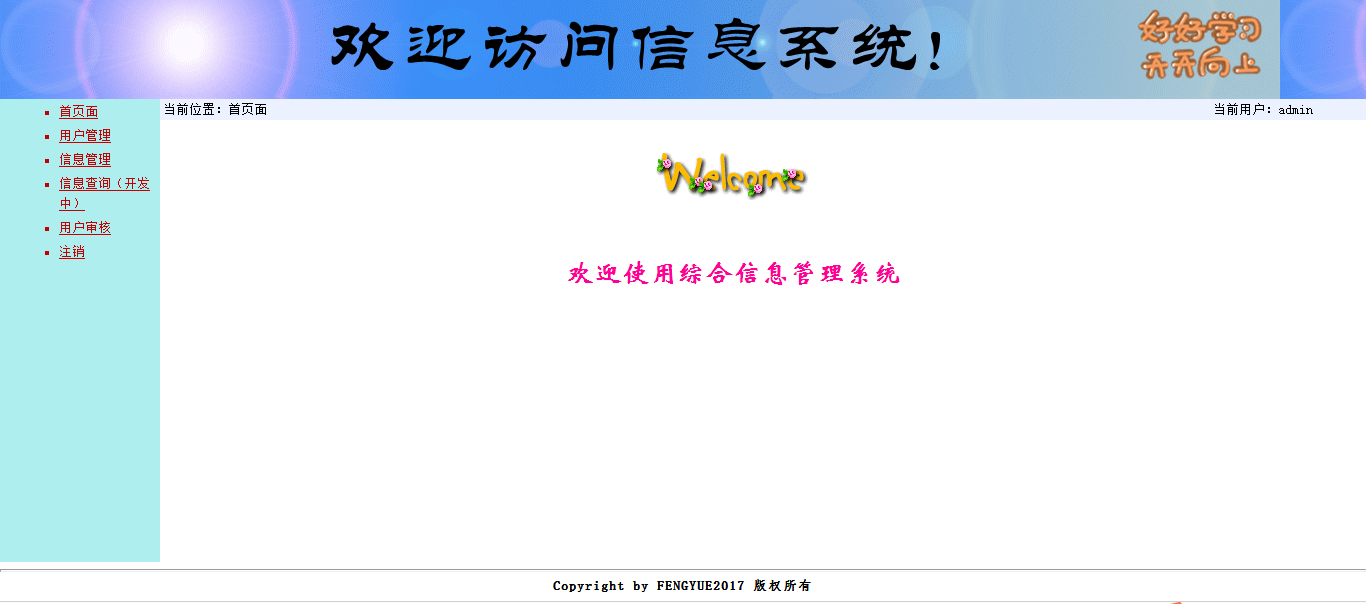 欢迎访问信息系统!
好好学习
天天向上
首页面
用户管理
信息管理
信息查询（开发
中）
用户审核
注销
当前位置：首页面
当前用户：admin
Welcome
欢迎使用综合信息管理系统
Copyright by FENGYUE2017 版权所有